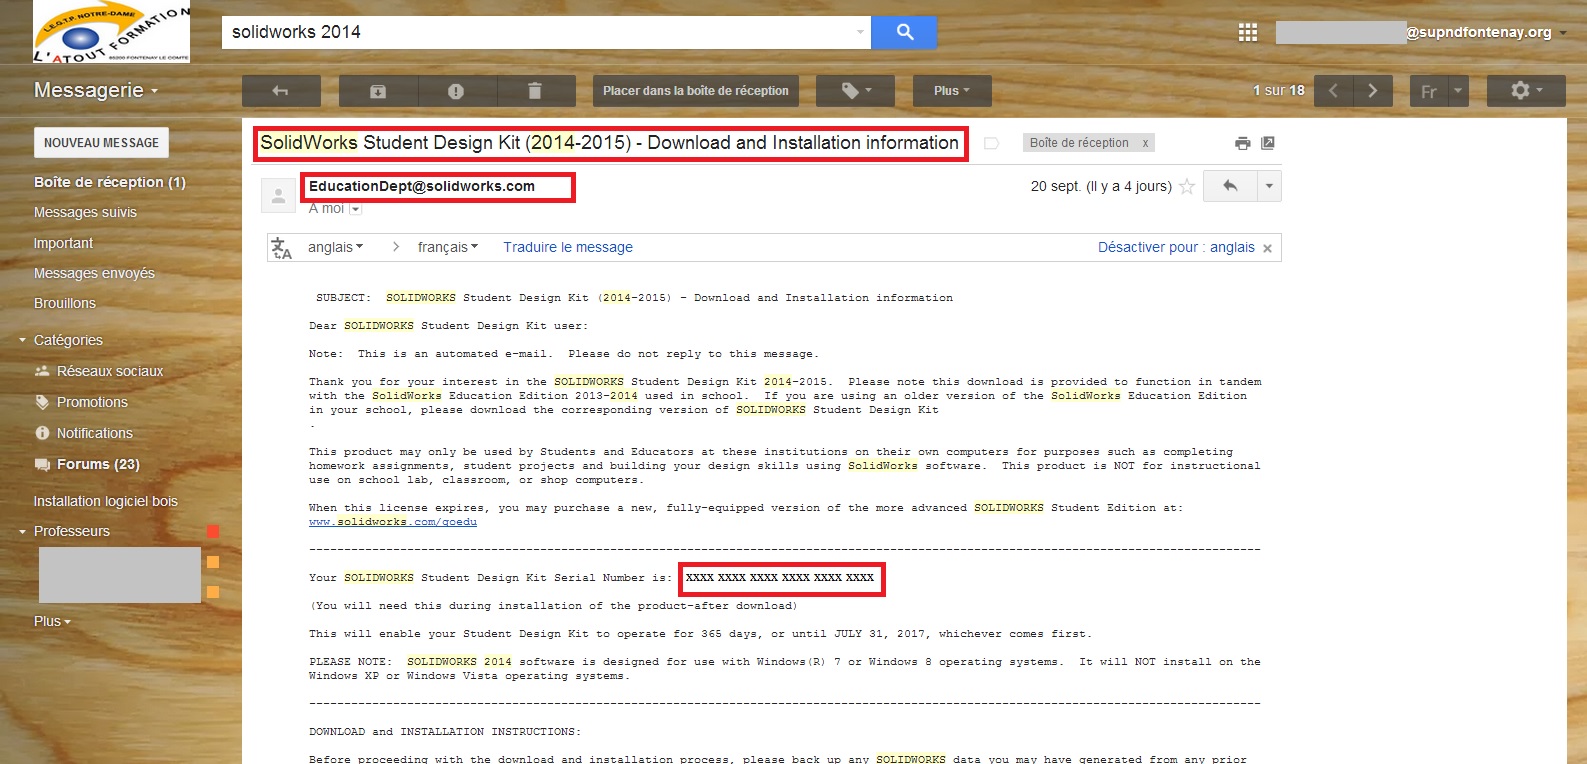 L.E.G.T.P. NOTRE-DAME
L'ATOUT FORMATION
85200 FONTENAY LE COMTE
solidworks 2014
@supndfontenay.org
Messagerie
Placer dans la boîte de réception
Plus
1 sur 18
Fr
NOUVEAU MESSAGE
Boîte de réception (1)
Messages suivis
Important
Messages envoyés
Brouillons
Catégories
Réseaux sociaux
Promotions
Notifications
Forums (23)
Installation logiciel bois
Professeurs
Plus
SolidWorks Student Design Kit (2014-2015) - Download and Installation information
Boîte de réception x
EducationDept@solidworks.com
20 sept. (Il y a 4 jours)
À moi
anglais > français Traduire le message
Désactiver pour : anglais x
SUBJECT: SOLIDWORKS Student Design Kit (2014-2015) - Download and Installation information
Dear SOLIDWORKS Student Design Kit user:
Note: This is an automated e-mail. Please do not reply to this message.
Thank you for your interest in the SOLIDWORKS Student Design Kit 2014-2015. Please note this download is provided to function in tandem
with the SolidWorks Education Edition 2013-2014 used in school. If you are using an older version of the SolidWorks Education Edition
in your school, please download the corresponding version of SOLIDWORKS Student Design Kit
.
This product may only be used by Students and Educators at these institutions on their own computers for purposes such as completing
homework assignments, student projects and building your design skills using SolidWorks software. This product is NOT for instructional
use on school lab, classroom, or shop computers.
When this license expires, you may purchase a new, fully-equipped version of the more advanced SOLIDWORKS Student Edition at:
www.solidworks.com/goedu
Your SOLIDWORKS Student Design Kit Serial Number is: XXXX XXXX XXXX XXXX XXXX XXXX
(You will need this during installation of the product-after download)
This will enable your Student Design Kit to operate for 365 days, or until JULY 31, 2017, whichever comes first.
PLEASE NOTE: SOLIDWORKS 2014 software is designed for use with Windows(R) 7 or Windows 8 operating systems. It will NOT install on the
Windows XP or Windows Vista operating systems.
DOWNLOAD and INSTALLATION INSTRUCTIONS:
Before proceeding with the download and installation process, please back up any SOLIDWORKS data you may have generated from any prior